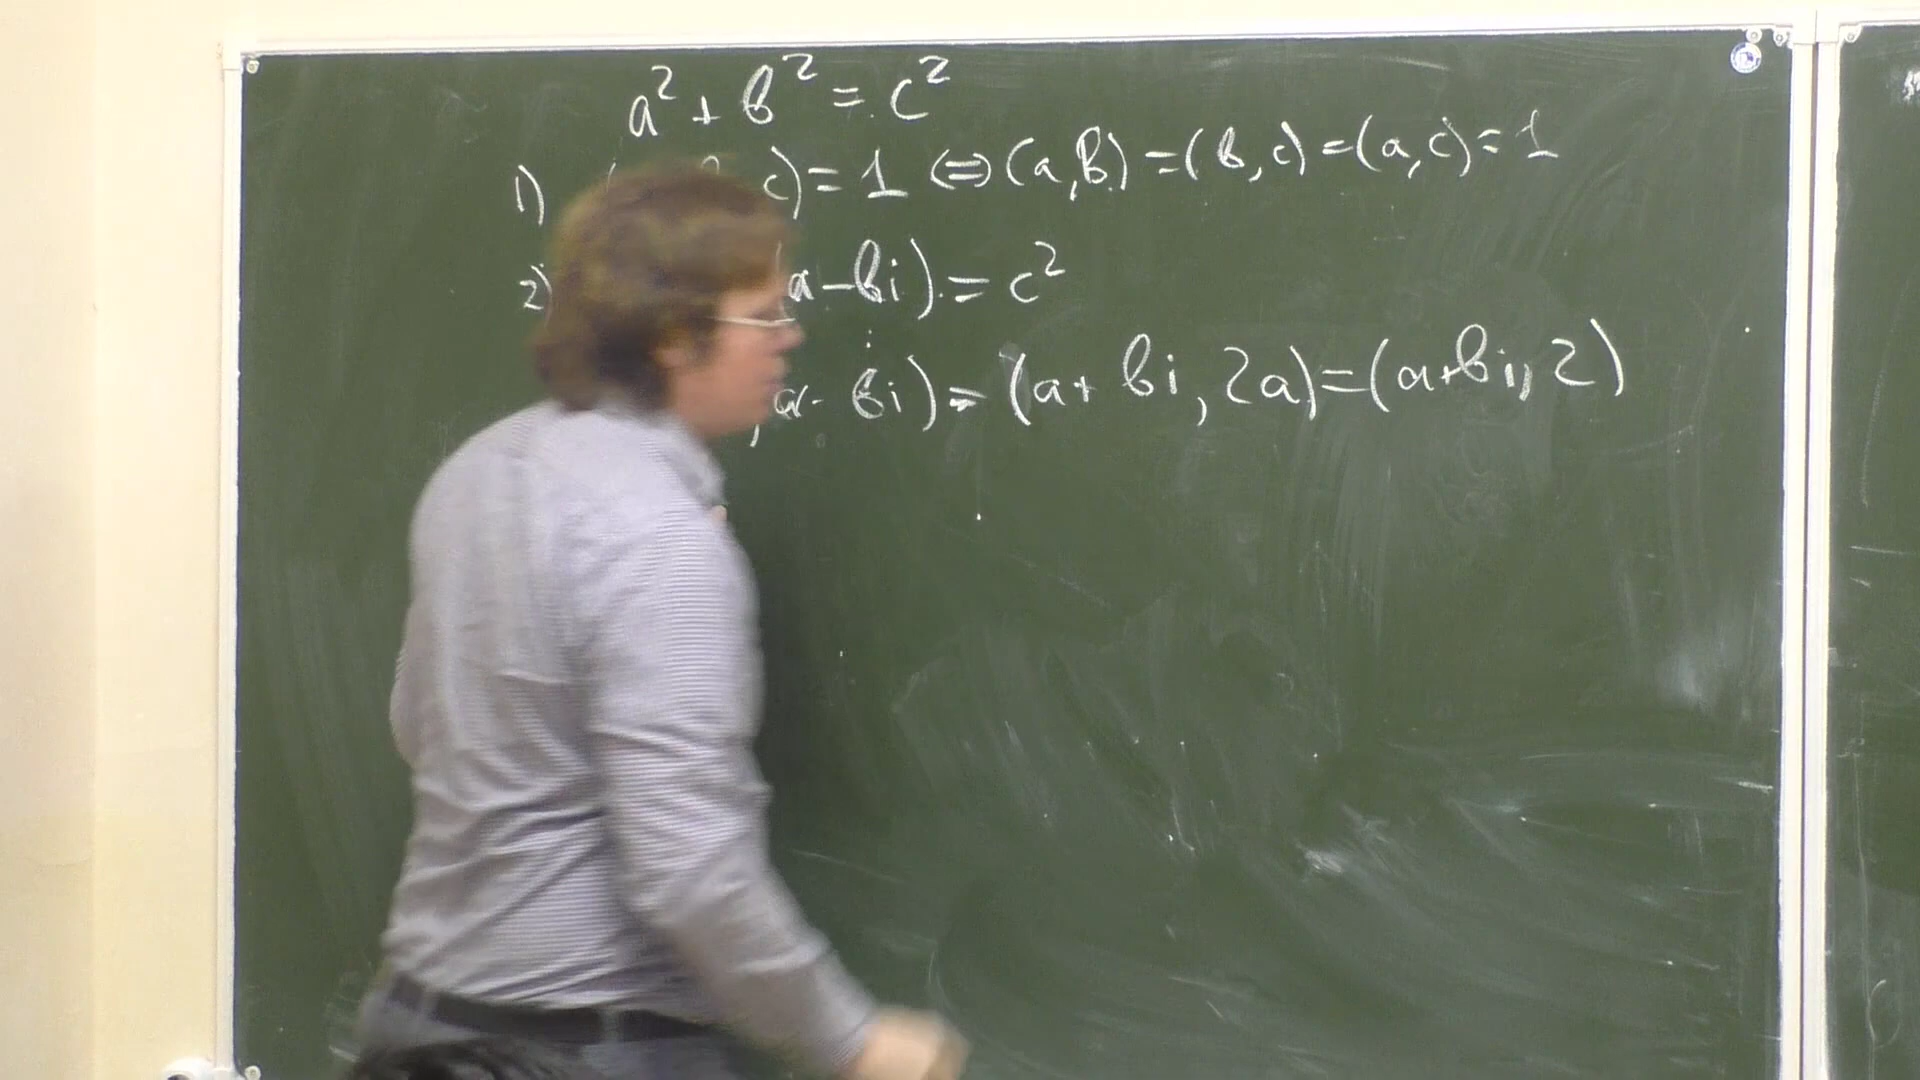 a² + b² = c²
1) ( c) = 1 ⇔ (a, b) = (b, c) = (a, c) = 1
2) a - bi) = c²
, a - bi) = (a + bi, 2a) = (a + bi, 2)